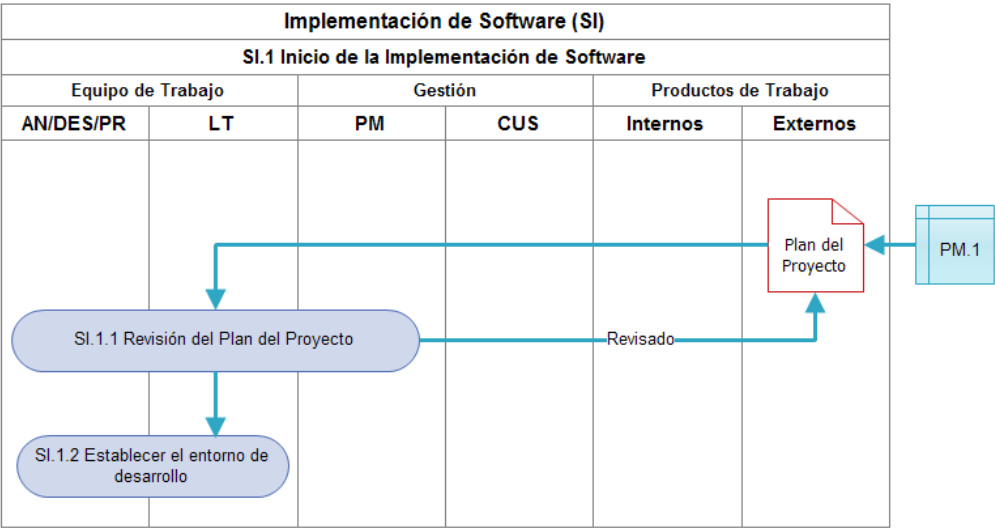 Implementación de Software (SI)
SI.1 Inicio de la Implementación de Software
Equipo de Trabajo
Gestión
Productos de Trabajo
AN/DES/PR
LT
PM
CUS
Internos
Externos
Plan del
Proyecto
PM.1
SI.1.1 Revisión del Plan del Proyecto
Revisado
SI.1.2 Establecer el entorno de
desarrollo